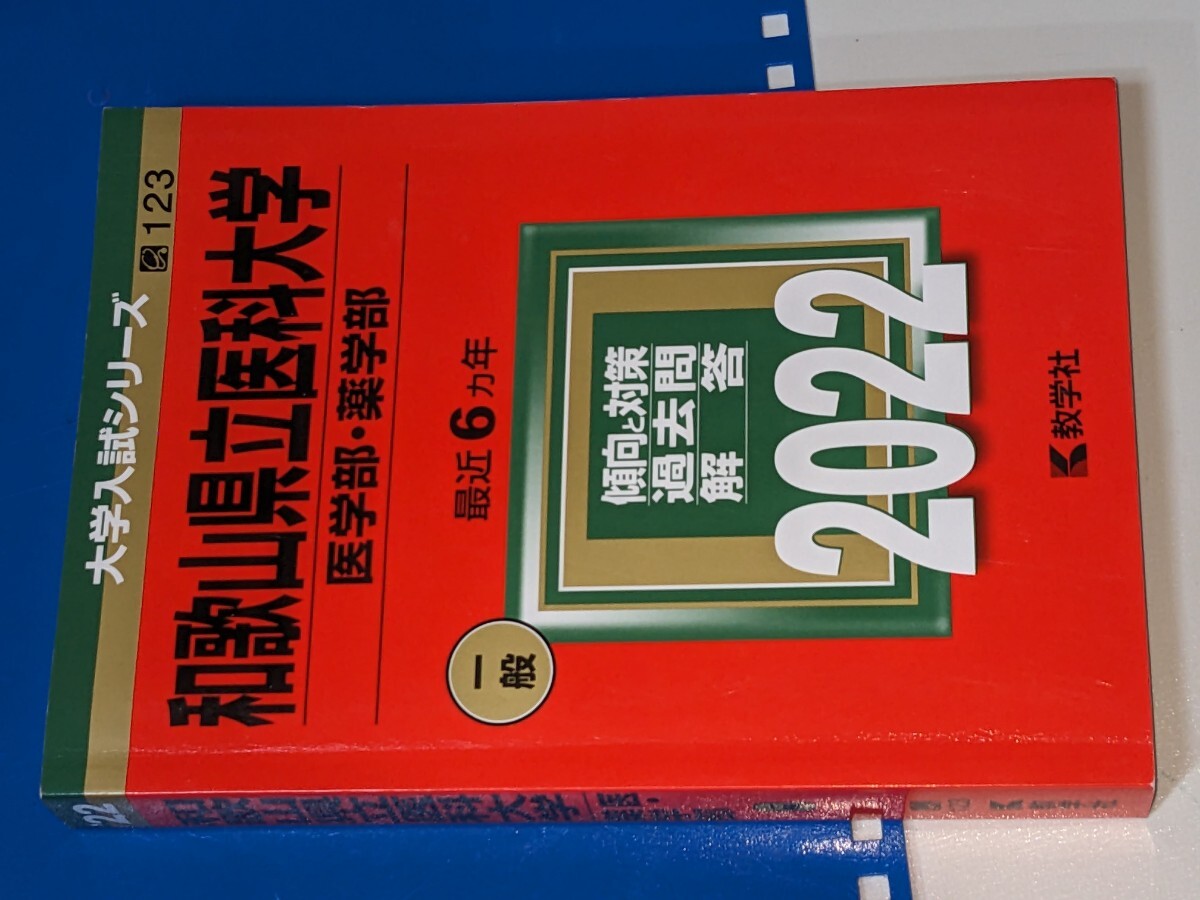 大学入試シリーズ
123
和歌山県立医科大学
医学部・薬学部
最近6ヵ年
一般
傾向と対策
過去問
解答
2022
教学社
和歌山県立医科大学